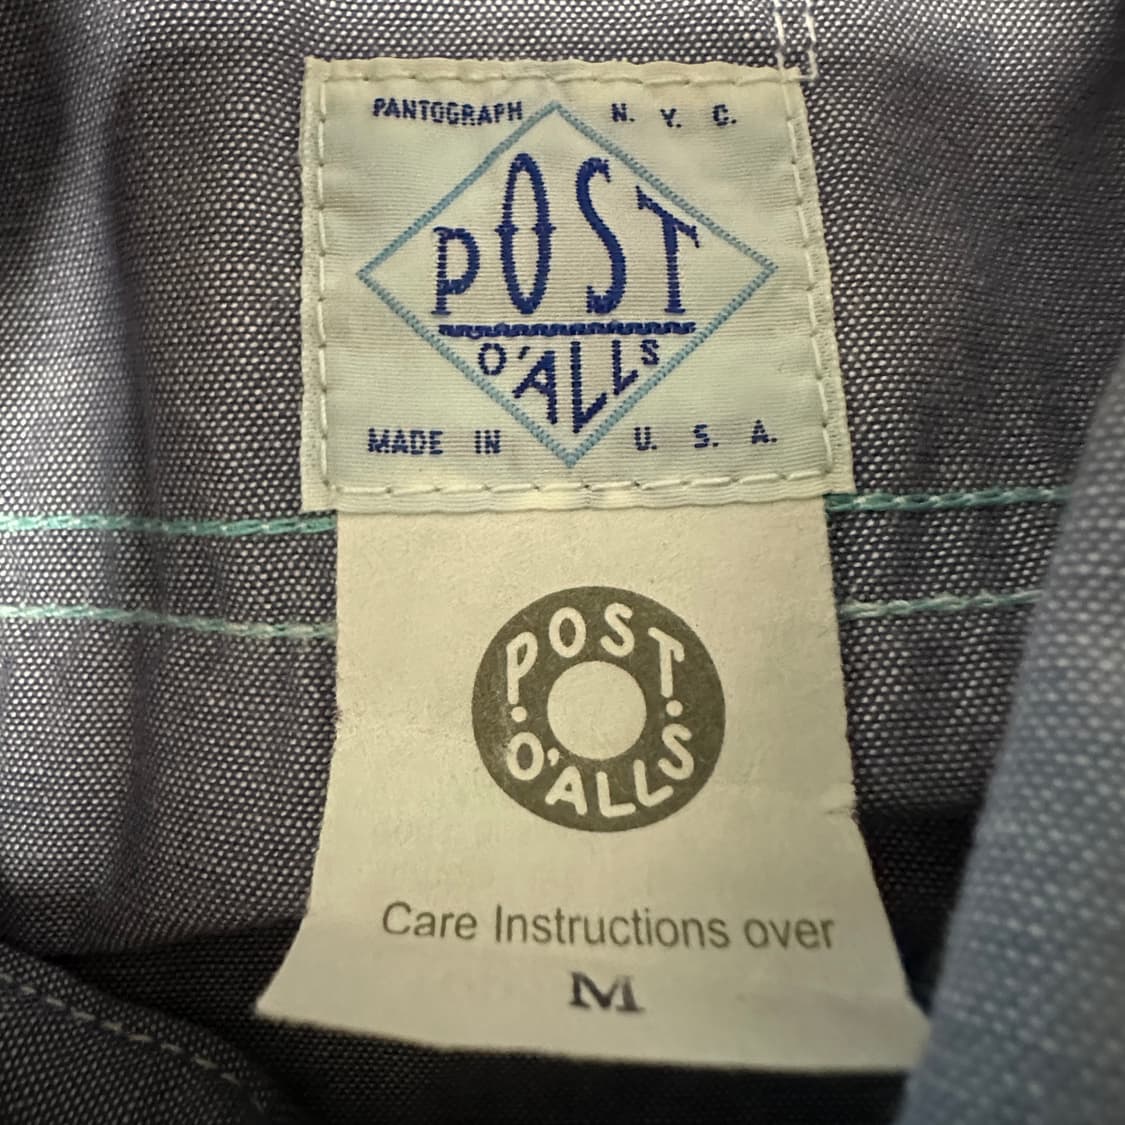 PANTOGRAPH N. Y. C.
POST
O'ALLS
MADE IN U. S. A.
POST
O'ALLS
Care Instructions over
M